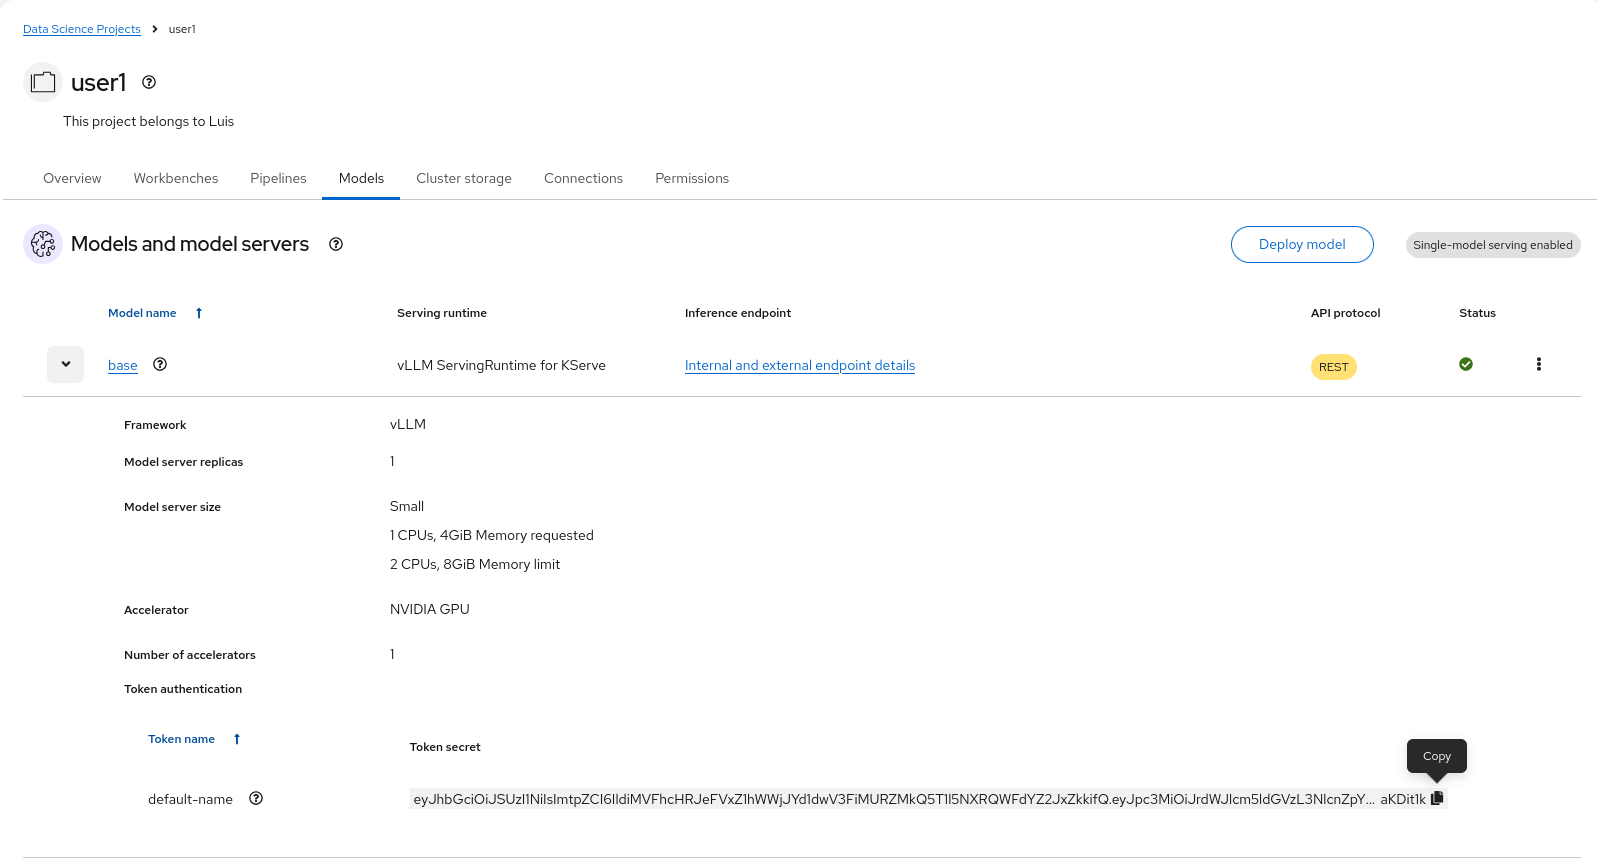 Data Science Projects > user1
user1
This project belongs to Luis
Overview Workbenches Pipelines Models Cluster storage Connections Permissions
Models and model servers
Deploy model
Single-model serving enabled
Model name Serving runtime Inference endpoint API protocol Status
base vLLM ServingRuntime for KServe Internal and external endpoint details REST
Framework vLLM
Model server replicas 1
Model server size Small
1 CPUs, 4GiB Memory requested
2 CPUs, 8GiB Memory limit
Accelerator NVIDIA GPU
Number of accelerators 1
Token authentication
Token name Token secret
Copy
default-name